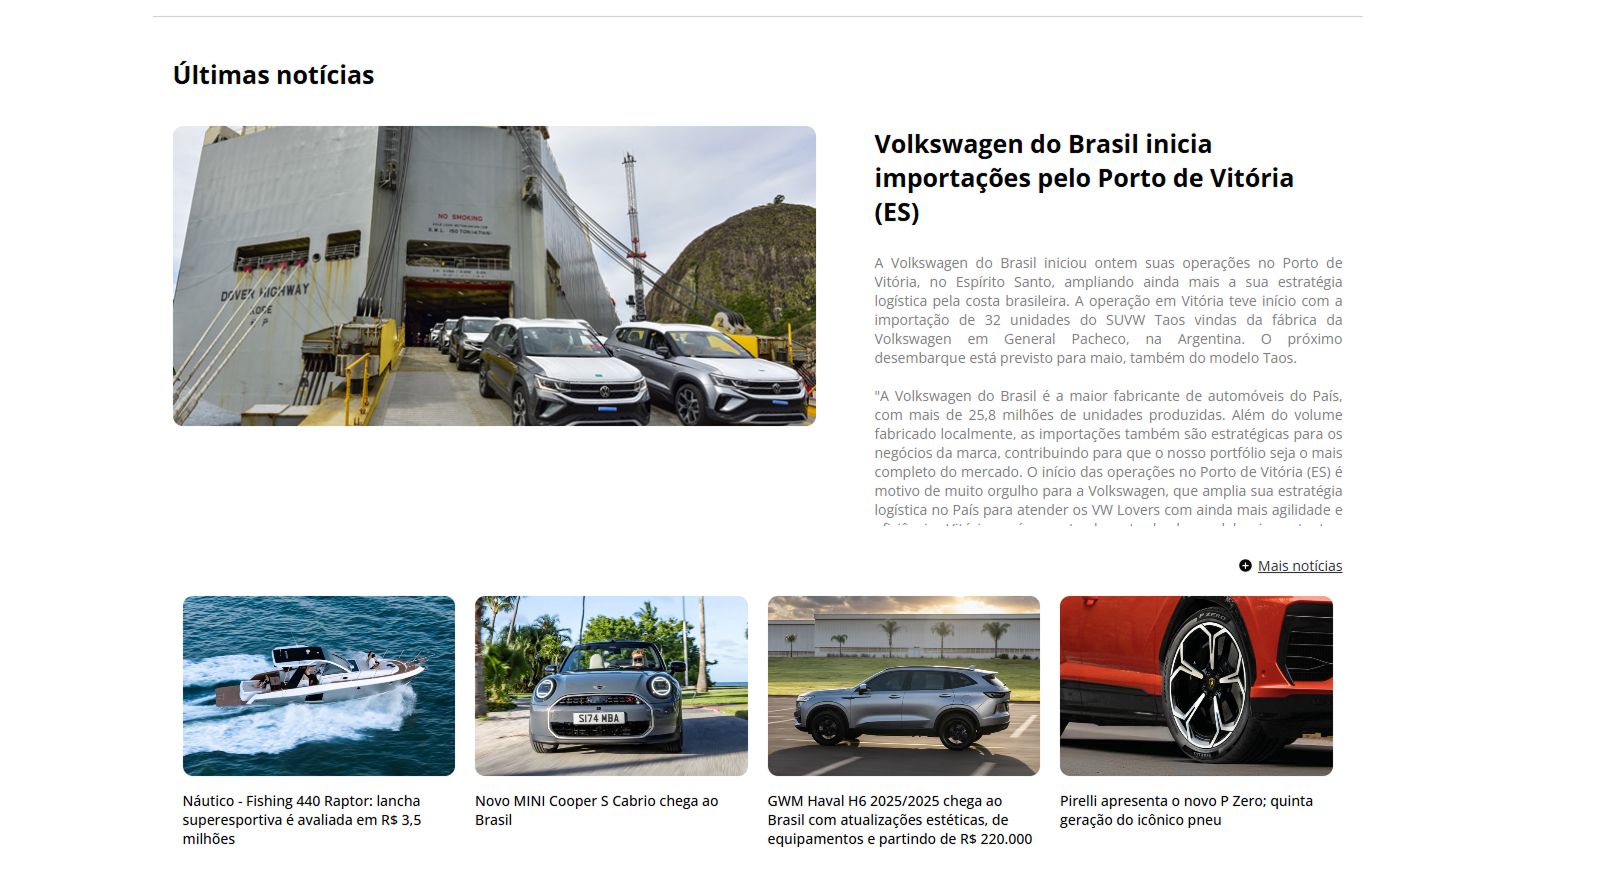 Últimas notícias
NO SMOKING
DOVER HIGHWAY
KOBE
Volkswagen do Brasil inicia
importações pelo Porto de Vitória
(ES)
A Volkswagen do Brasil iniciou ontem suas operações no Porto de
Vitória, no Espírito Santo, ampliando ainda mais a sua estratégia
logística pela costa brasileira. A operação em Vitória teve início com a
importação de 32 unidades do SUVW Taos vindas da fábrica da
Volkswagen em General Pacheco, na Argentina. O próximo
desembarque está previsto para maio, também do modelo Taos.
"A Volkswagen do Brasil é a maior fabricante de automóveis do País,
com mais de 25,8 milhões de unidades produzidas. Além do volume
fabricado localmente, as importações também são estratégicas para os
negócios da marca, contribuindo para que o nosso portfólio seja o mais
completo do mercado. O início das operações no Porto de Vitória (ES) é
motivo de muito orgulho para a Volkswagen, que amplia sua estratégia
logística no País para atender os VW Lovers com ainda mais agilidade e
Mais notícias
S174 MBA
P ZERO
Náutico - Fishing 440 Raptor: lancha
superesportiva é avaliada em R$ 3,5
milhões
Novo MINI Cooper S Cabrio chega ao
Brasil
GWM Haval H6 2025/2025 chega ao
Brasil com atualizações estéticas, de
equipamentos e partindo de R$ 220.000
Pirelli apresenta o novo P Zero; quinta
geração do icônico pneu